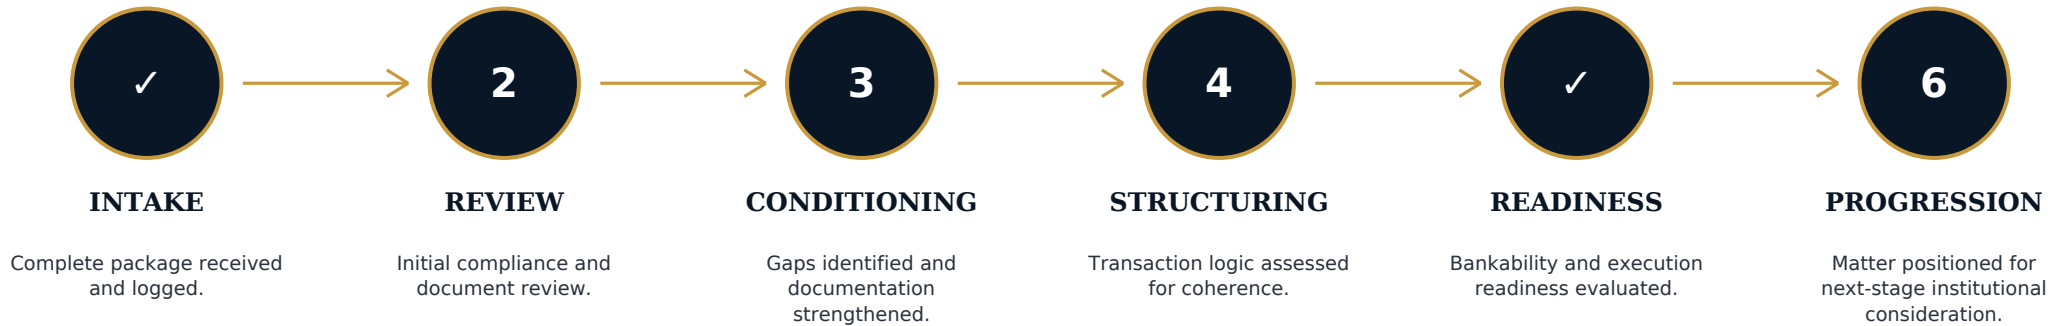 ✓
2
3
4
✓
6
INTAKE
REVIEW
CONDITIONING
STRUCTURING
READINESS
PROGRESSION
Complete package received
and logged.
Initial compliance and
document review.
Gaps identified and
documentation
strengthened.
Transaction logic assessed
for coherence.
Bankability and execution
readiness evaluated.
Matter positioned for
next-stage institutional
consideration.